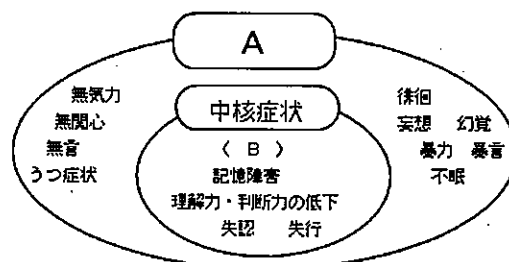 A
無気力
無関心
無言
うつ症状
中核症状
〈 B 〉
記憶障害
理解力・判断力の低下
失認 失行
徘徊
妄想 幻覚
暴力 暴言
不眠